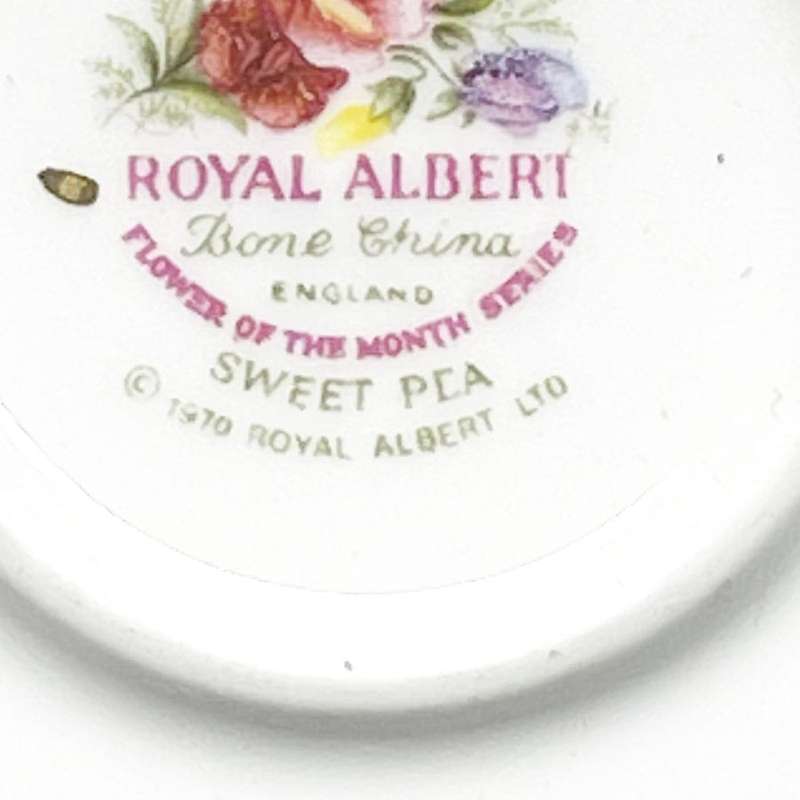 ROYAL ALBERT
Bone China
ENGLAND
FLOWER OF THE MONTH SERIES
SWEET PEA
© 1970 ROYAL ALBERT LTD